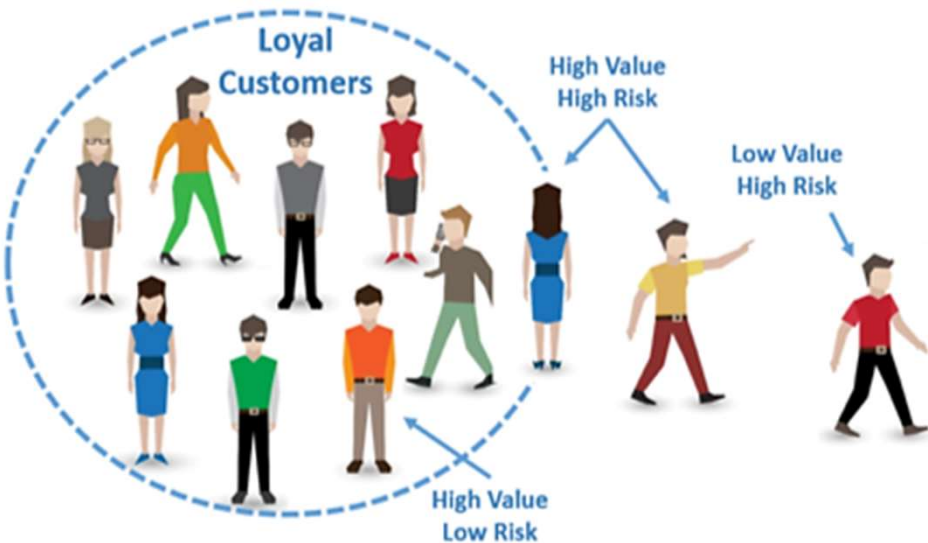 Loyal
Customers
High Value
High Risk
Low Value
High Risk
High Value
Low Risk